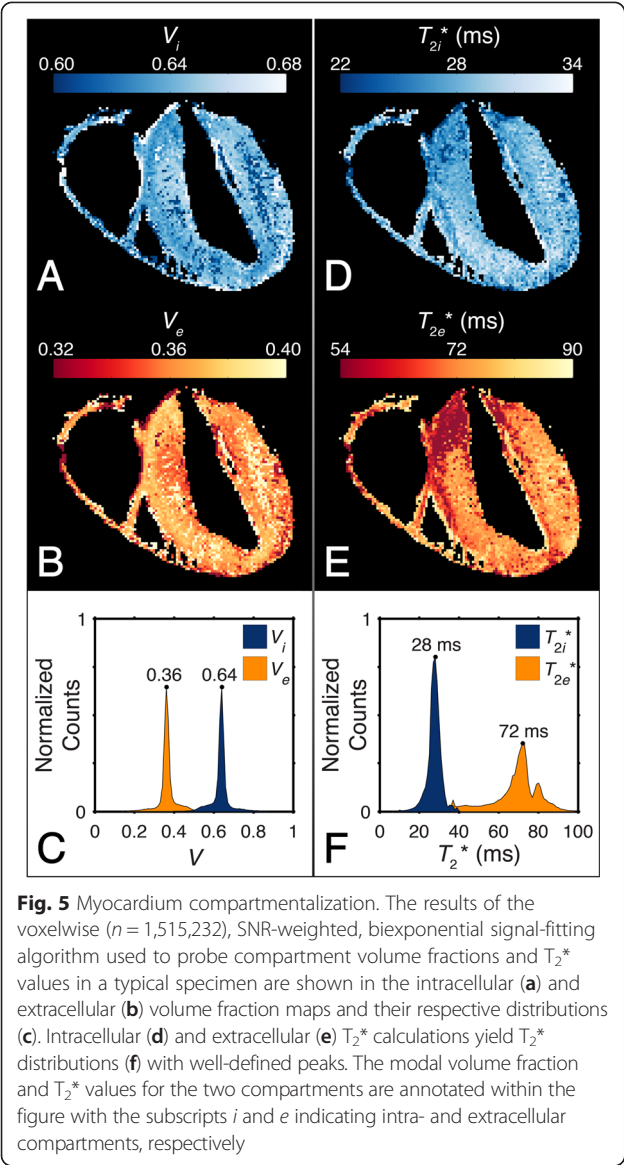 V_i
0.60 0.64 0.68
A
T_2i* (ms)
22 28 34
D
V_e
0.32 0.36 0.40
B
T_2e* (ms)
54 72 90
E
1
Normalized
Counts
0
0.36 0.64
V_i
V_e
0 0.2 0.4 0.6 0.8 1
C
V
1
Normalized
Counts
0
28 ms
72 ms
T_2i*
T_2e*
0 20 40 60 80 100
F
T_2* (ms)
Fig. 5 Myocardium compartmentalization. The results of the
voxelwise (n = 1,515,232), SNR-weighted, biexponential signal-fitting
algorithm used to probe compartment volume fractions and T_2*
values in a typical specimen are shown in the intracellular (a) and
extracellular (b) volume fraction maps and their respective distributions
(c). Intracellular (d) and extracellular (e) T_2* calculations yield T_2*
distributions (f) with well-defined peaks. The modal volume fraction
and T_2* values for the two compartments are annotated within the
figure with the subscripts i and e indicating intra- and extracellular
compartments, respectively